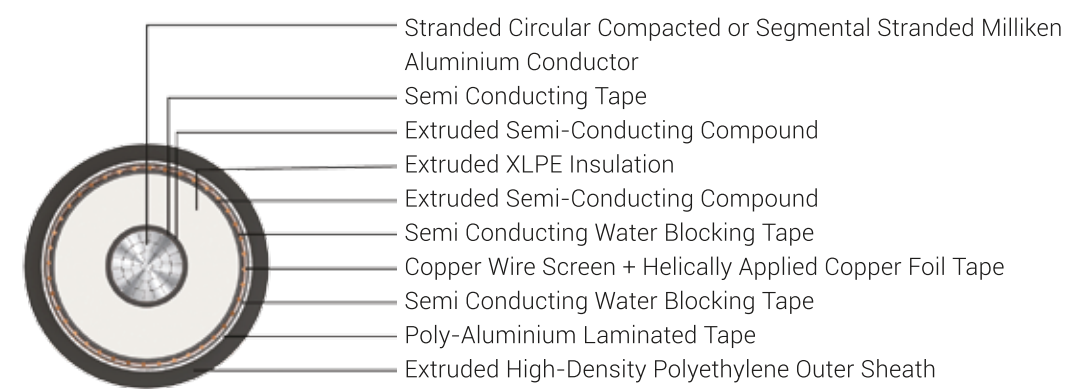 Stranded Circular Compacted or Segmental Stranded Milliken
Aluminium Conductor
Semi Conducting Tape
Extruded Semi-Conducting Compound
Extruded XLPE Insulation
Extruded Semi-Conducting Compound
Semi Conducting Water Blocking Tape
Copper Wire Screen + Helically Applied Copper Foil Tape
Semi Conducting Water Blocking Tape
Poly-Aluminium Laminated Tape
Extruded High-Density Polyethylene Outer Sheath